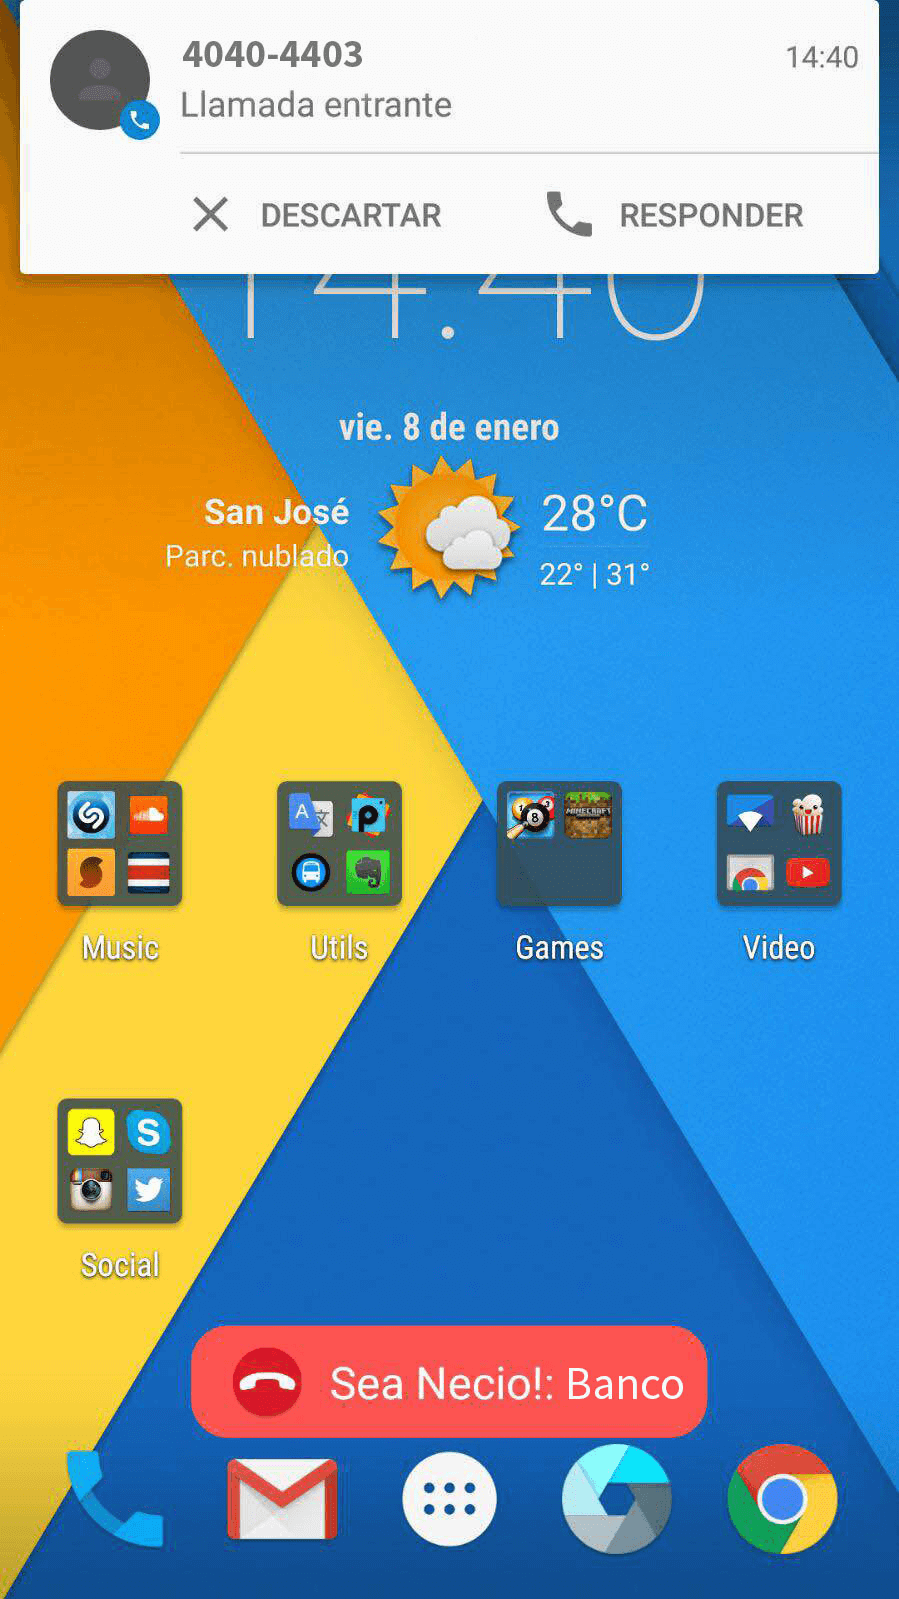 4040-4403
14:40
Llamada entrante
DESCARTAR
RESPONDER
14:40
vie. 8 de enero
San José
Parc. nublado
28°C
22° | 31°
MINECRAFT
Music
Utils
Games
Video
Social
Sea Necio!: Banco